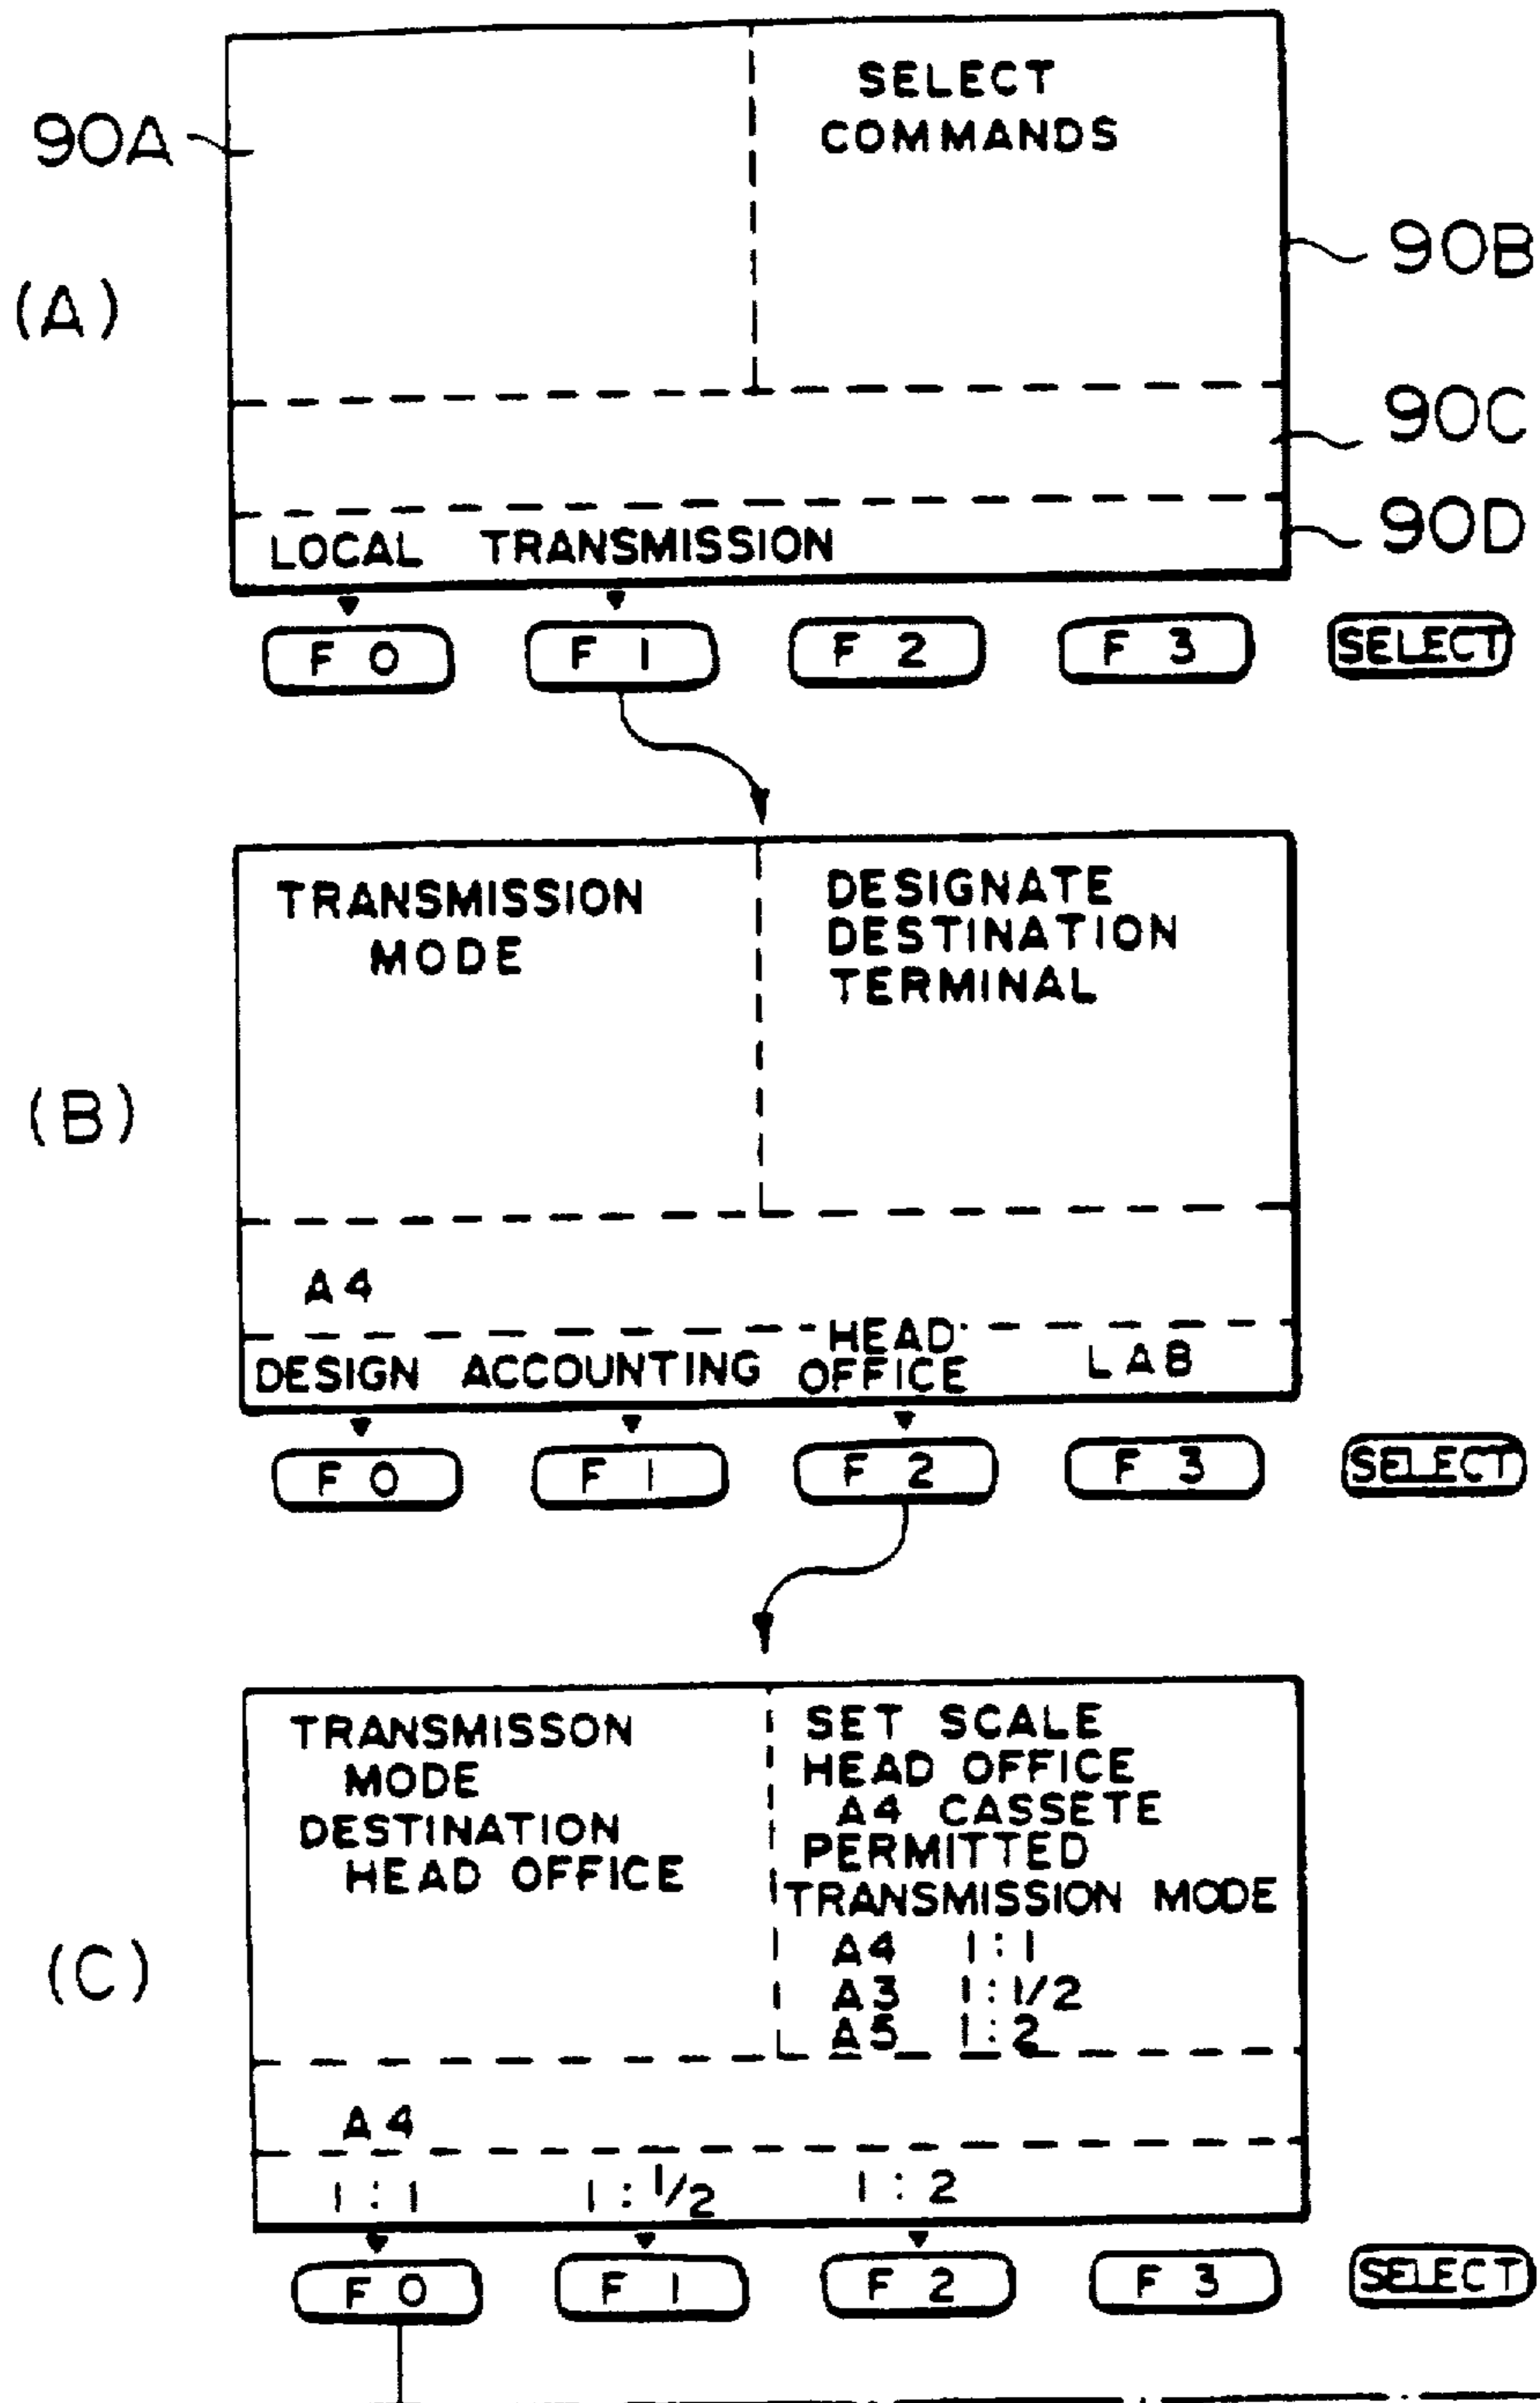 SELECT
COMMANDS
90A
90B
(A)
90C
90D
LOCAL TRANSMISSION
F 0 F 1 F 2 F 3 SELECT
TRANSMISSION
MODE
DESIGNATE
DESTINATION
TERMINAL
(B)
A4
DESIGN ACCOUNTING HEAD OFFICE LAB
F 0 F 1 F 2 F 3 SELECT
TRANSMISSON
MODE
DESTINATION
HEAD OFFICE
SET SCALE
HEAD OFFICE
A4 CASSETE
PERMITTED
TRANSMISSION MODE
A4 1:1
A3 1:1/2
A5 1:2
(C)
A4
1:1 1:1/2 1:2
F 0 F 1 F 2 F 3 SELECT